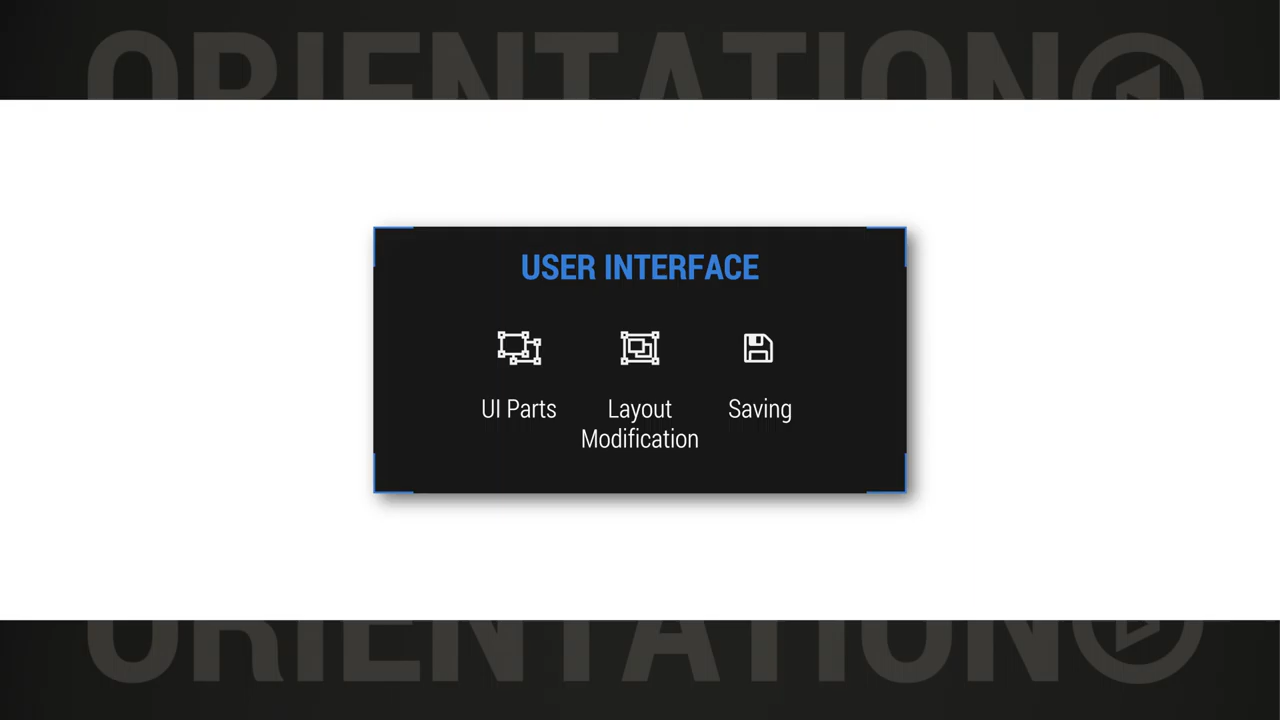 ORIENTATION
USER INTERFACE
UI Parts
Layout
Modification
Saving
ORIENTATION